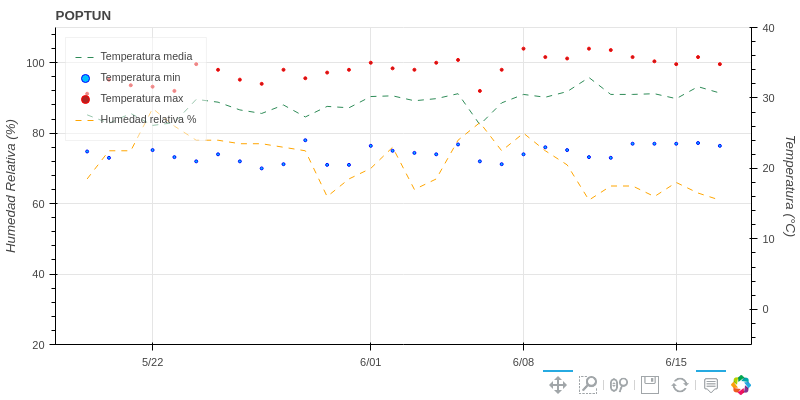 POPTUN
Temperatura media
Temperatura min
Temperatura max
Humedad relativa %
Humedad Relativa (%)
100
80
60
40
20
40
30
20
10
0
Temperatura (°C)
5/22
6/01
6/08
6/15